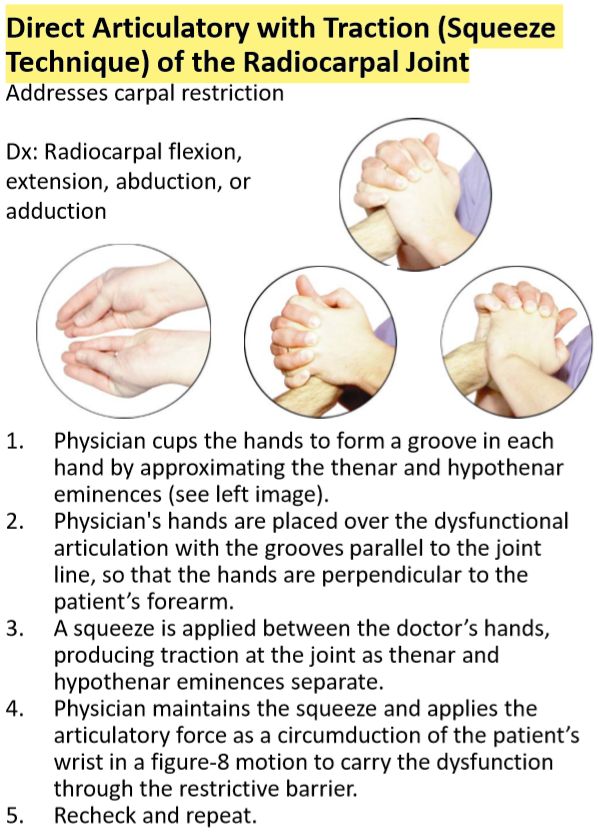 Direct Articulatory with Traction (Squeeze
Technique) of the Radiocarpal Joint
Addresses carpal restriction
Dx: Radiocarpal flexion,
extension, abduction, or
adduction
1. Physician cups the hands to form a groove in each
hand by approximating the thenar and hypothenar
eminences (see left image).
2. Physician's hands are placed over the dysfunctional
articulation with the grooves parallel to the joint
line, so that the hands are perpendicular to the
patient’s forearm.
3. A squeeze is applied between the doctor’s hands,
producing traction at the joint as thenar and
hypothenar eminences separate.
4. Physician maintains the squeeze and applies the
articulatory force as a circumduction of the patient’s
wrist in a figure-8 motion to carry the dysfunction
through the restrictive barrier.
5. Recheck and repeat.